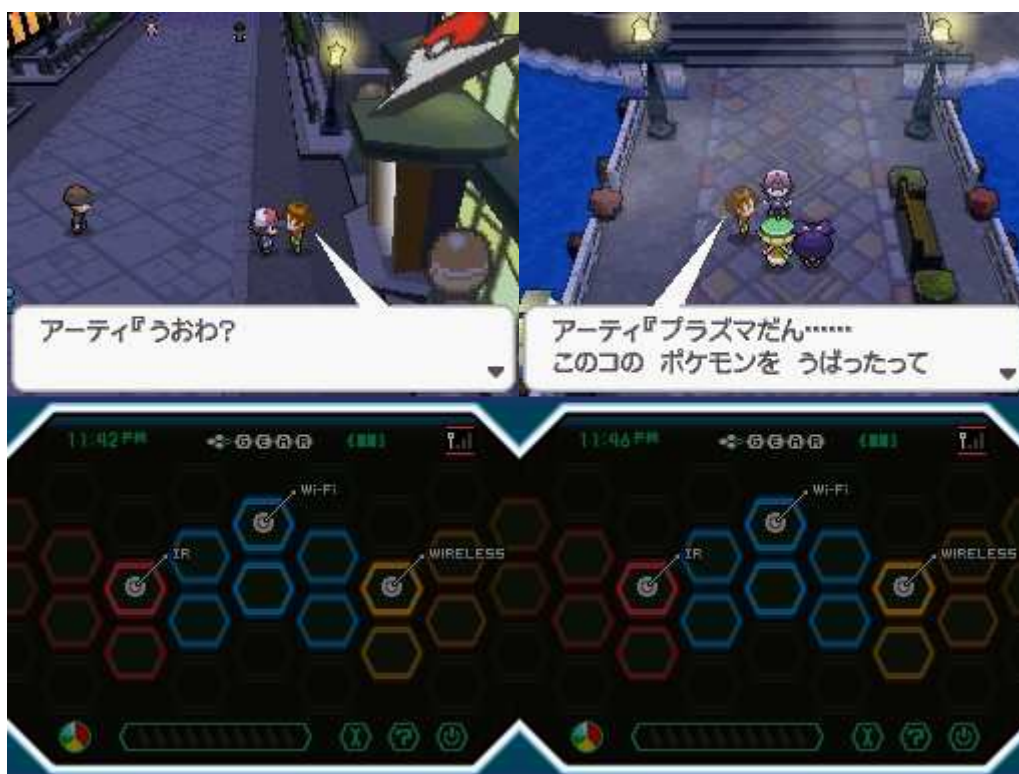 アーティ『うおわ?
アーティ『プラズマだん……
このコの ポケモンを うばったって
11:42 PM
GEAR
Wi-Fi
IR
WIRELESS
X
?
11:46 PM
GEAR
Wi-Fi
IR
WIRELESS
X
?